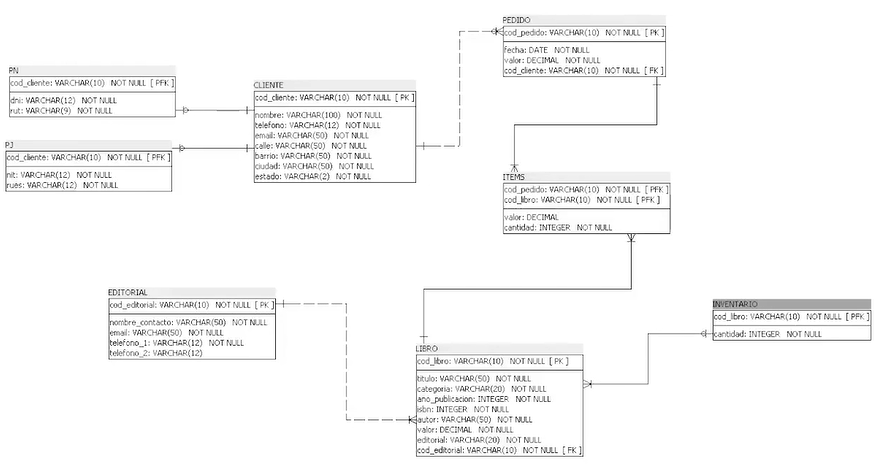 PEDIDO
cod_pedido: VARCHAR(10) NOT NULL [ PK ]
fecha: DATE NOT NULL
valor: DECIMAL NOT NULL
cod_cliente: VARCHAR(10) NOT NULL [ FK ]
PN
cod_cliente: VARCHAR(10) NOT NULL [ PFK ]
dni: VARCHAR(12) NOT NULL
rut: VARCHAR(9) NOT NULL
CLIENTE
cod_cliente: VARCHAR(10) NOT NULL [ PK ]
nombre: VARCHAR(100) NOT NULL
telefono: VARCHAR(12) NOT NULL
email: VARCHAR(50) NOT NULL
calle: VARCHAR(50) NOT NULL
barrio: VARCHAR(50) NOT NULL
ciudad: VARCHAR(50) NOT NULL
estado: VARCHAR(2) NOT NULL
PJ
cod_cliente: VARCHAR(10) NOT NULL [ PFK ]
nit: VARCHAR(12) NOT NULL
rues: VARCHAR(12) NOT NULL
ITEMS
cod_pedido: VARCHAR(10) NOT NULL [ PFK ]
cod_libro: VARCHAR(10) NOT NULL [ PFK ]
valor: DECIMAL
cantidad: INTEGER NOT NULL
EDITORIAL
cod_editorial: VARCHAR(10) NOT NULL [ PK ]
nombre_contacto: VARCHAR(50) NOT NULL
email: VARCHAR(50) NOT NULL
telefono_1: VARCHAR(12) NOT NULL
telefono_2: VARCHAR(12)
INVENTARIO
cod_libro: VARCHAR(10) NOT NULL [ PFK ]
cantidad: INTEGER NOT NULL
LIBRO
cod_libro: VARCHAR(10) NOT NULL [ PK ]
titulo: VARCHAR(50) NOT NULL
categoria: VARCHAR(20) NOT NULL
ano_publicacion: INTEGER NOT NULL
isbn: INTEGER NOT NULL
autor: VARCHAR(50) NOT NULL
valor: DECIMAL NOT NULL
editorial: VARCHAR(20) NOT NULL
cod_editorial: VARCHAR(10) NOT NULL [ FK ]